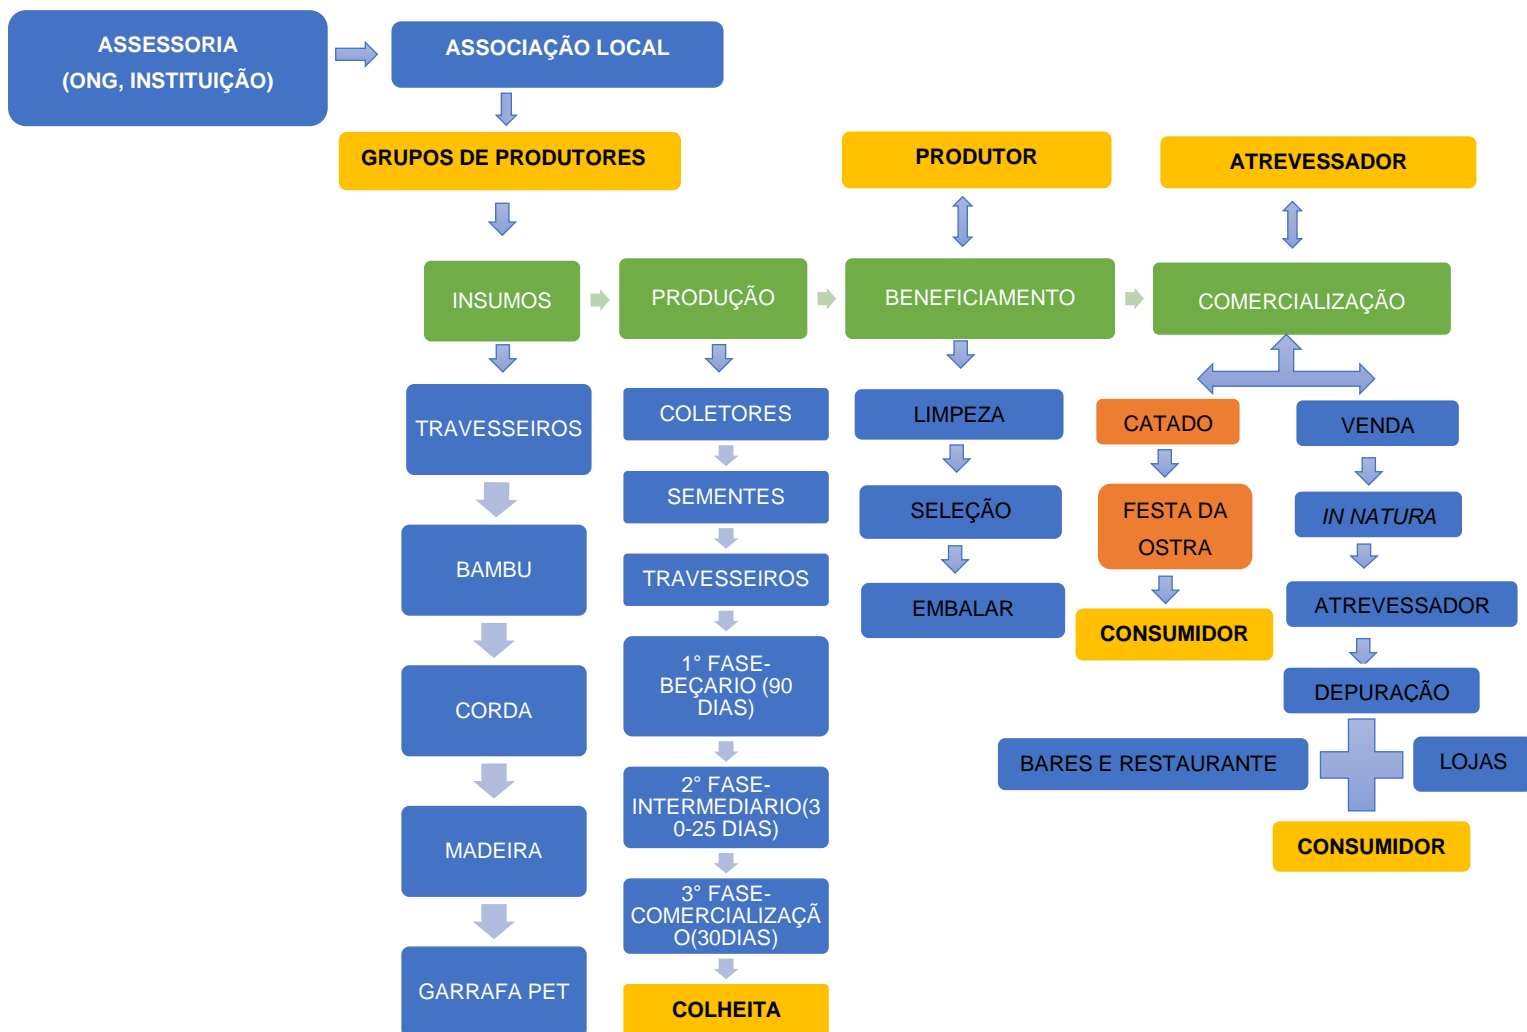 ASSESSORIA
(ONG, INSTITUIÇÃO)
ASSOCIAÇÃO LOCAL
GRUPOS DE PRODUTORES
PRODUTOR
ATREVESSADOR
INSUMOS
PRODUÇÃO
BENEFICIAMENTO
COMERCIALIZAÇÃO
TRAVESSEIROS
BAMBU
CORDA
MADEIRA
GARRAFA PET
COLETORES
SEMENTES
TRAVESSEIROS
1° FASE-
BEÇARIO (90
DIAS)
2° FASE-
INTERMEDIARIO(3
0-25 DIAS)
3° FASE-
COMERCIALIZAÇÃ
O(30DIAS)
COLHEITA
LIMPEZA
SELEÇÃO
EMBALAR
CATADO
FESTA DA
OSTRA
CONSUMIDOR
VENDA
IN NATURA
ATREVESSADOR
DEPURAÇÃO
BARES E RESTAURANTE
LOJAS
CONSUMIDOR